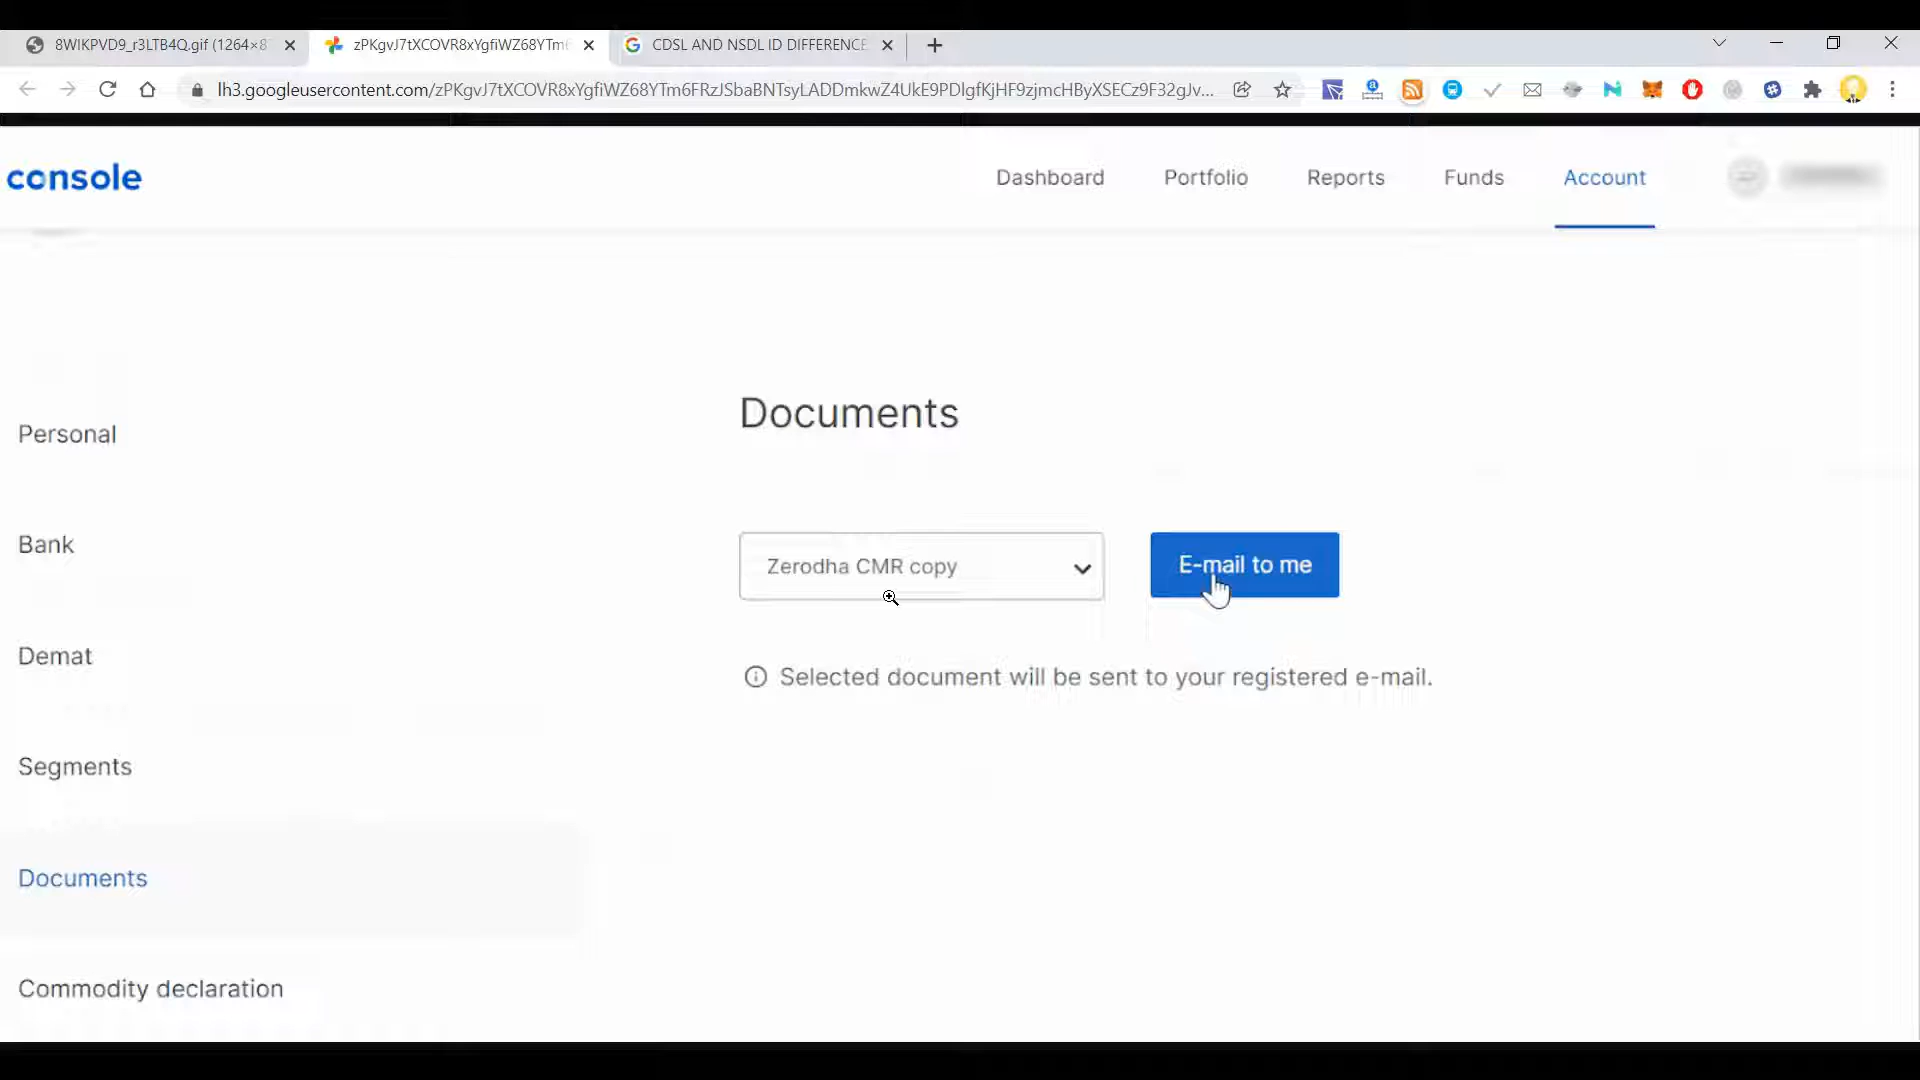 8WIKPVD9_r3LTB4Q.gif (1264×8
zPKgvJ7tXCOVR8xYgfiWZ68YTm
CDSL AND NSDL ID DIFFERENCE
lh3.googleusercontent.com/zPKgvJ7tXCOVR8xYgfiWZ68YTm6FRzJSbaBNTsyLADDmkwZ4UkE9PDlgfKjHF9zjmcHByXSECz9F32gJv...
console
Dashboard
Portfolio
Reports
Funds
Account
Documents
Personal
Bank
Zerodha CMR copy
E-mail to me
Demat
Selected document will be sent to your registered e-mail.
Segments
Documents
Commodity declaration